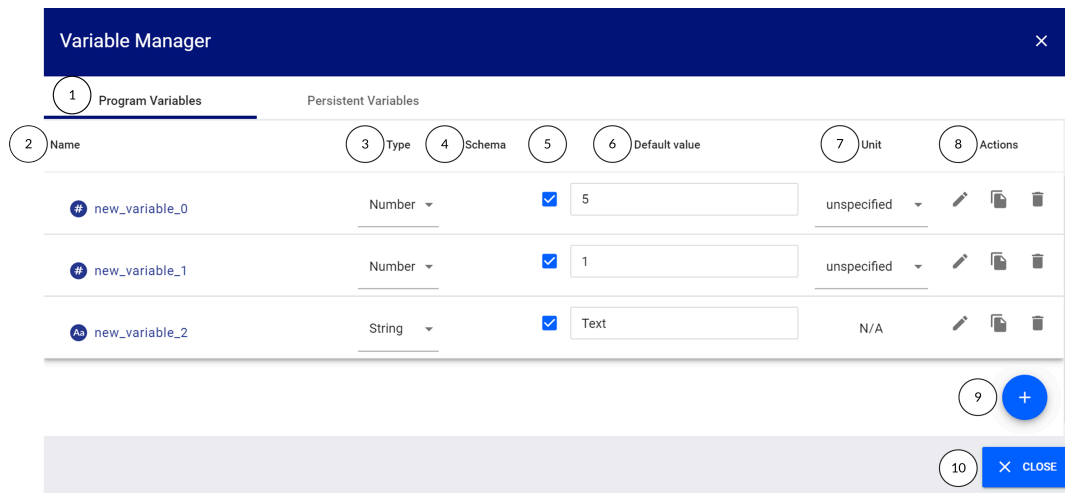 Variable Manager
1 Program Variables Persistent Variables
2 Name 3 Type 4 Schema 5 6 Default value 7 Unit 8 Actions
# new_variable_0 Number 5 unspecified
# new_variable_1 Number 1 unspecified
Aa new_variable_2 String Text N/A
9 +
10 CLOSE